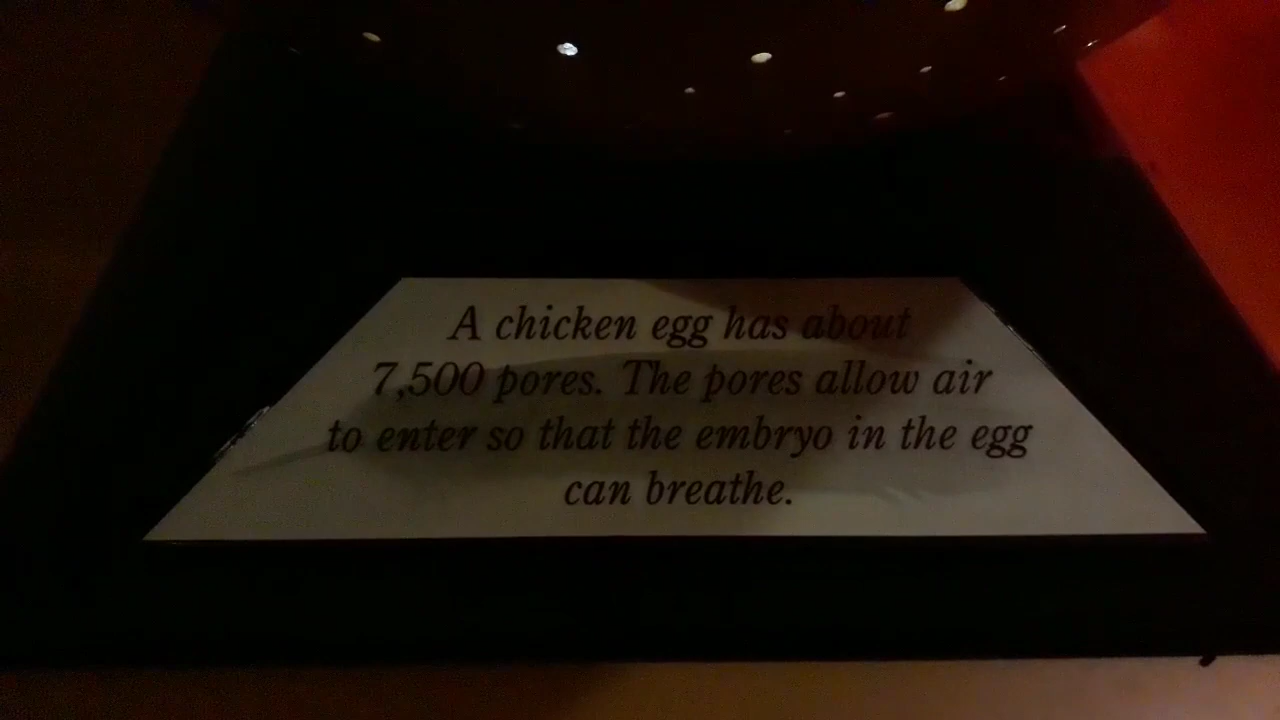 A chicken egg has about
7,500 pores. The pores allow air
to enter so that the embryo in the egg
can breathe.